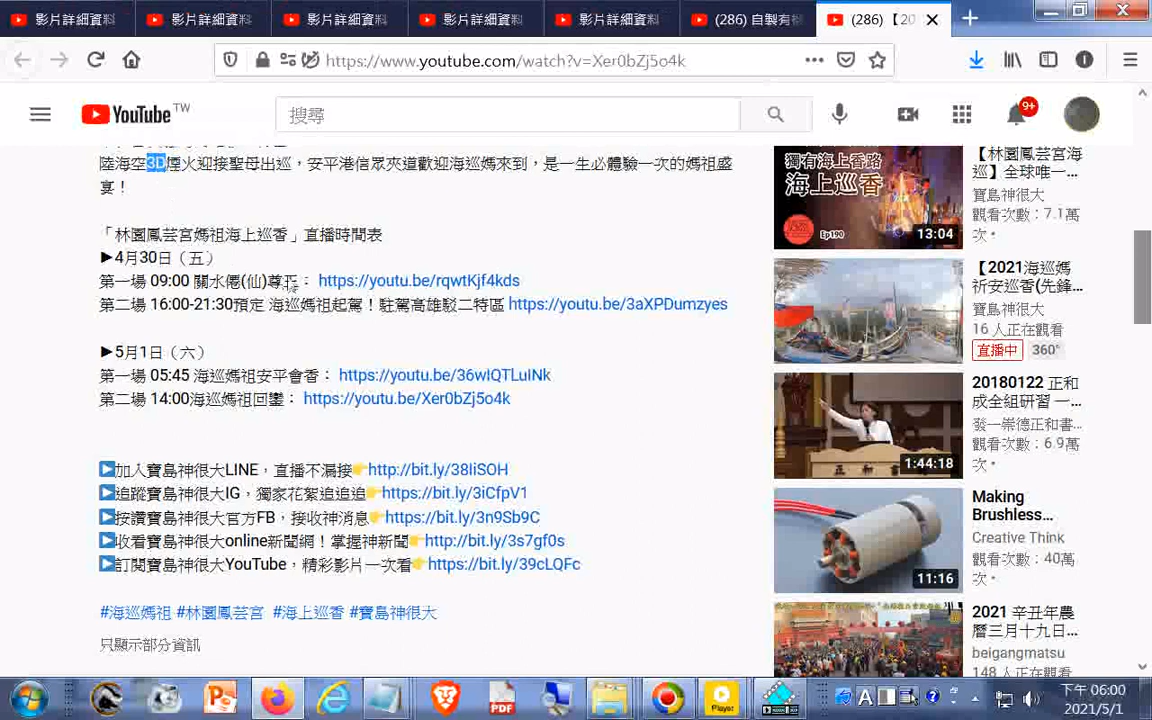 影片詳細資料
影片詳細資料
影片詳細資料
影片詳細資料
影片詳細資料
(286) 自製有
(286) 【20
https://www.youtube.com/watch?v=Xer0bZj5o4k
YouTube TW
搜尋
9+
陸海空3D煙火迎接聖母出巡，安平港信眾夾道歡迎海巡媽來到，是一生必體驗一次的媽祖盛
宴！
「林園鳳芸宮媽祖海上巡香」直播時間表
►4月30日（五）
第一場 09:00 關水僊(仙)尊王： https://youtu.be/rqwtKjf4kds
第二場 16:00-21:30預定 海巡媽祖起駕！駐駕高雄駁二特區 https://youtu.be/3aXPDumzyes
►5月1日（六）
第一場 05:45 海巡媽祖安平會香： https://youtu.be/36wIQTLuINk
第二場 14:00海巡媽祖回鑾： https://youtu.be/Xer0bZj5o4k
▶加入寶島神很大LINE，直播不漏接👉http://bit.ly/38IiSOH
▶追蹤寶島神很大IG，獨家花絮追追追👉https://bit.ly/3iCfpV1
▶按讚寶島神很大官方FB，接收神消息👉https://bit.ly/3n9Sb9C
▶收看寶島神很大online新聞網！掌握神新聞👉http://bit.ly/3s7gf0s
▶訂閱寶島神很大YouTube，精彩影片一次看👉https://bit.ly/39cLQFc
#海巡媽祖 #林園鳳芸宮 #海上巡香 #寶島神很大
只顯示部分資訊
獨有海上香路
海上巡香
Ep190
13:04
【林園鳳芸宮海
巡】全球唯一...
寶島神很大
觀看次數：7.1萬
次・
【2021海巡媽
祈安巡香(先鋒...
寶島神很大
16 人正在觀看
直播中 360°
正和書
1:44:18
20180122 正和
成全組研習 一...
發一崇德正和書...
觀看次數：6.9萬
次・
11:16
Making
Brushless...
Creative Think
觀看次數：40萬
次・
2021 辛丑年農
曆三月十九日...
beigangmatsu
148 人正在觀看
PDF
Player
A
下午 06:00
2021/5/1